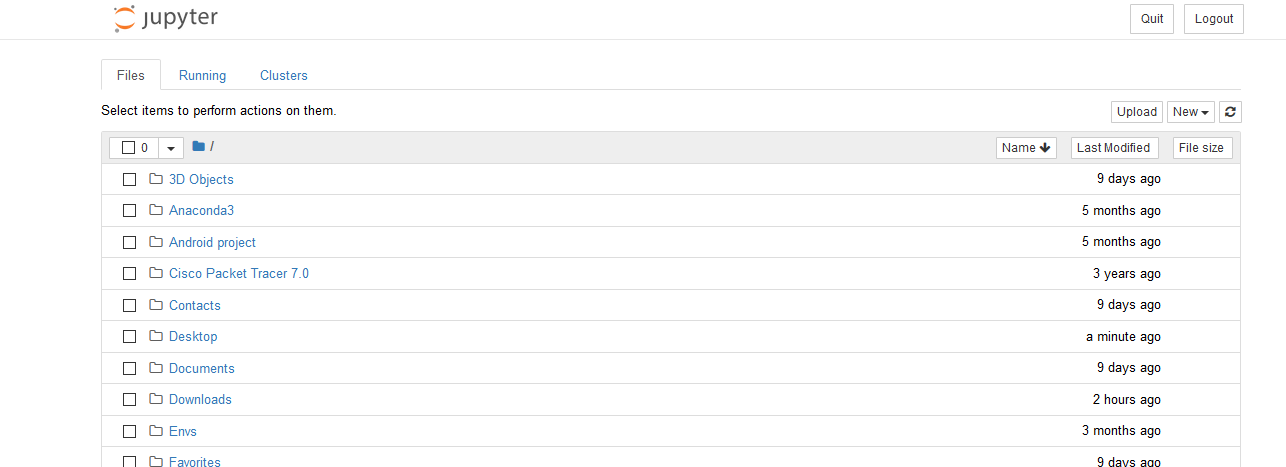 jupyter Quit Logout
Files Running Clusters
Select items to perform actions on them. Upload New
0 / Name Last Modified File size
3D Objects 9 days ago
Anaconda3 5 months ago
Android project 5 months ago
Cisco Packet Tracer 7.0 3 years ago
Contacts 9 days ago
Desktop a minute ago
Documents 9 days ago
Downloads 2 hours ago
Envs 3 months ago
Favorites 9 days ago